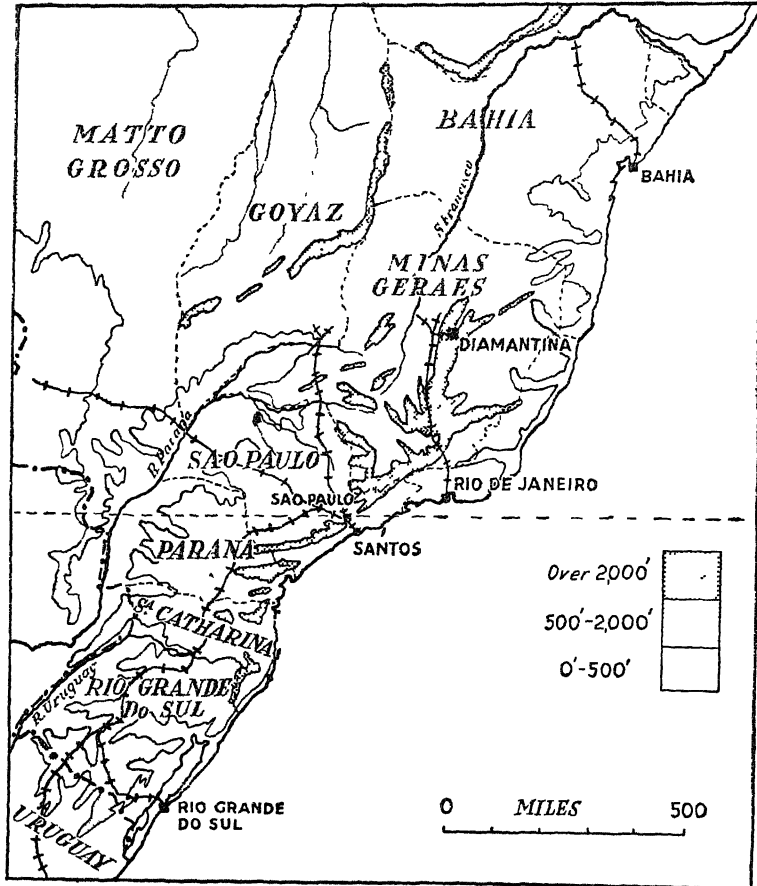 BAHIA
MATTO
GROSSO
S.francisco
BAHIA
GOYAZ
MINAS
GERAES
DIAMANTINA
R. Parana
SAO PAULO
RIO DE JANEIRO
SAO PAULO
SANTOS
PARANA
Over 2,000'
500'-2,000'
0'-500'
SA. CATHARINA
R. Uruguay
RIO GRANDE
DO SUL
RIO GRANDE
DO SUL
URUGUAY
0 MILES 500